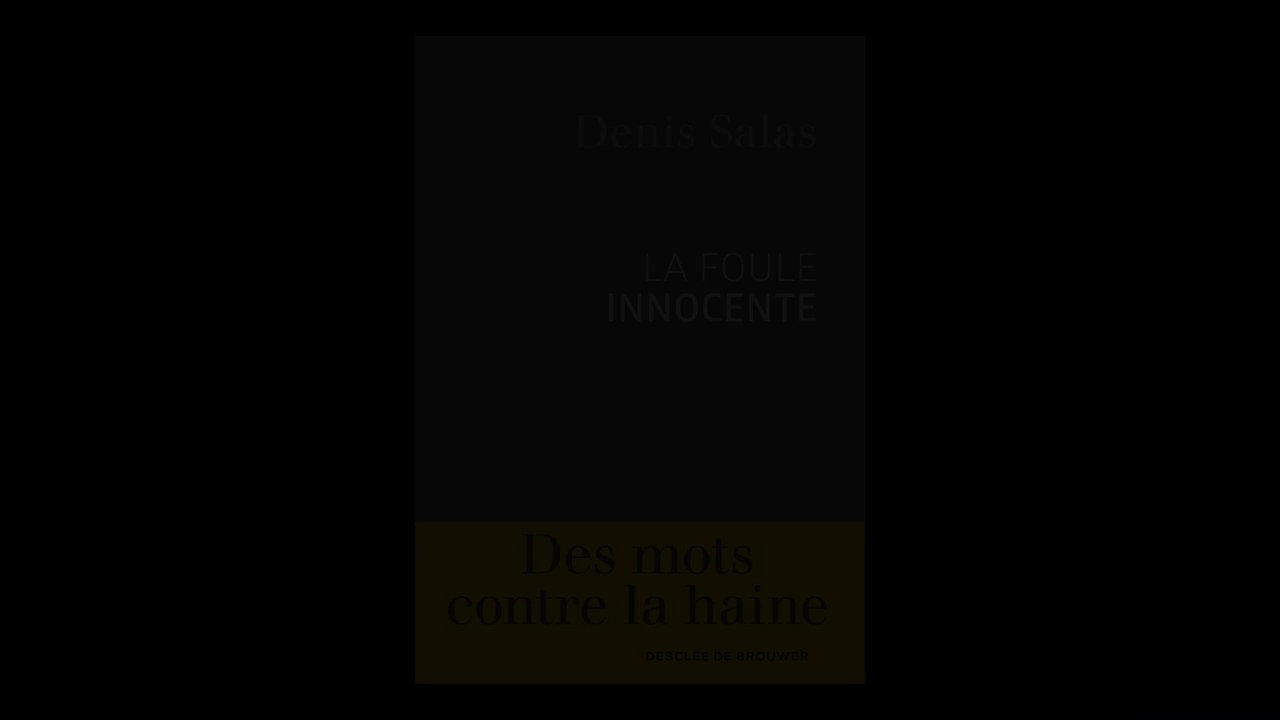 Denis Salas
LA FOULE
INNOCENTE
Des mots
contre la haine
DESCLÉE DE BROUWER